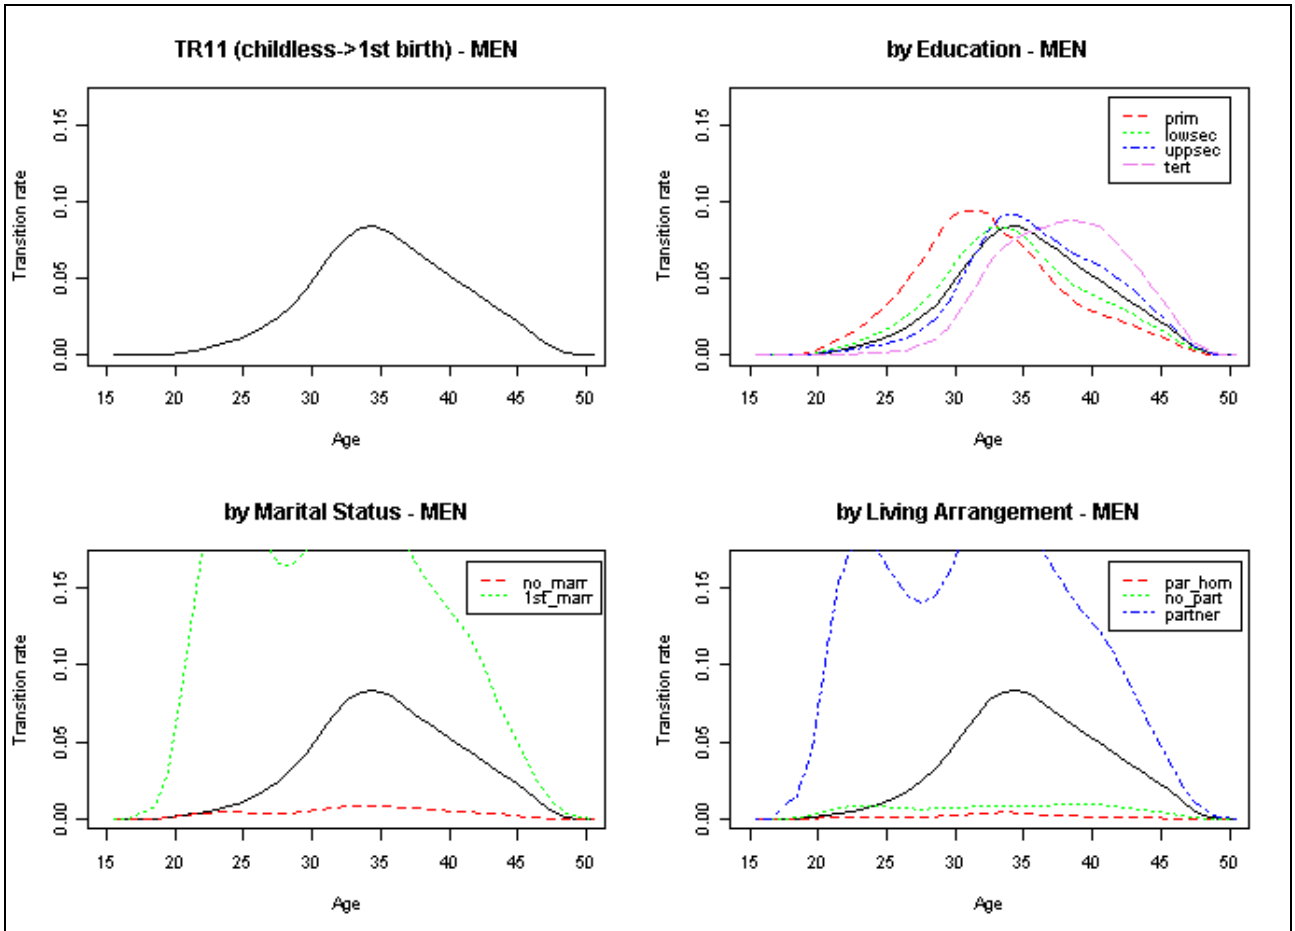 TR11 (childless->1st birth) - MEN
Transition rate
0.00 0.05 0.10 0.15
15 20 25 30 35 40 45 50
Age
by Education - MEN
Transition rate
0.00 0.05 0.10 0.15
prim
lowsec
uppsec
tert
15 20 25 30 35 40 45 50
Age
by Marital Status - MEN
Transition rate
0.00 0.05 0.10 0.15
no_marr
1st_marr
15 20 25 30 35 40 45 50
Age
by Living Arrangement - MEN
Transition rate
0.00 0.05 0.10 0.15
par_hom
no_part
partner
15 20 25 30 35 40 45 50
Age